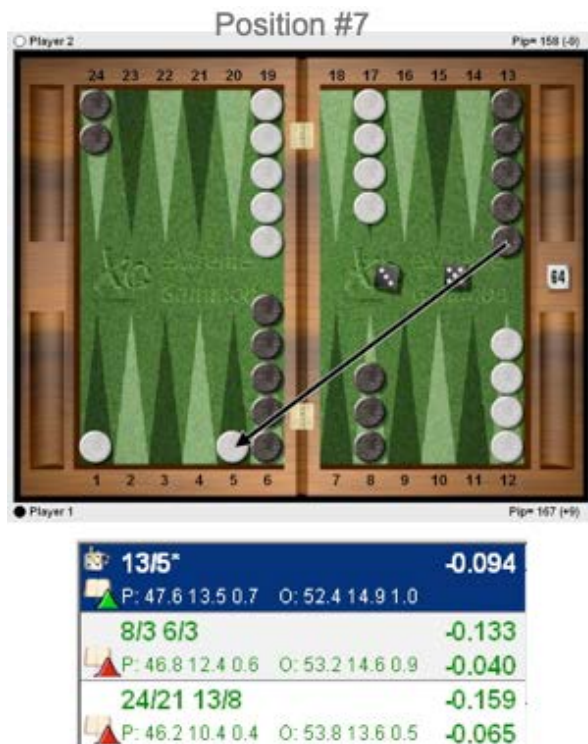 Position #7
Player 2 Pip= 158 (-9)
24 23 22 21 20 19 18 17 16 15 14 13
eXtreme
Gammon
64
1 2 3 4 5 6 7 8 9 10 11 12
Player 1 Pip= 167 (+9)
13/5* -0.094
P: 47.6 13.5 0.7 O: 52.4 14.9 1.0
8/3 6/3 -0.133
P: 46.8 12.4 0.6 O: 53.2 14.6 0.9 -0.040
24/21 13/8 -0.159
P: 46.2 10.4 0.4 O: 53.8 13.6 0.5 -0.065